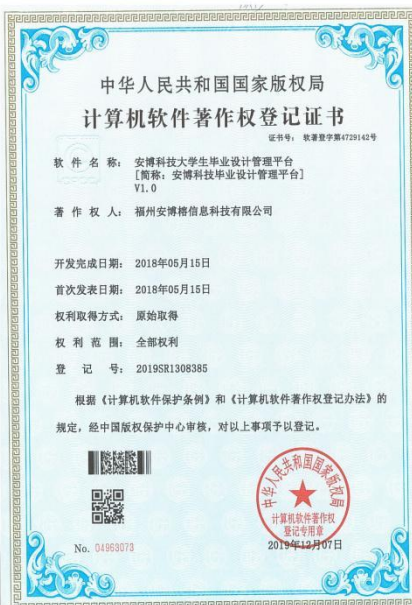 中华人民共和国国家版权局
计算机软件著作权登记证书
证书号： 软著登字第4729142号
软件名称： 安博科技大学生毕业设计管理平台
[简称：安博科技毕业设计管理平台]
V1.0
著作权人： 福州安博榕信息科技有限公司
开发完成日期： 2018年05月15日
首次发表日期： 2018年05月15日
权利取得方式： 原始取得
权利范围： 全部权利
登记号： 2019SR1308385
根据《计算机软件保护条例》和《计算机软件著作权登记办法》的
规定，经中国版权保护中心审核，对以上事项予以登记。
中华人民共和国国家版权局
计算机软件著作权
登记专用章
No. 04963073
2019年12月07日